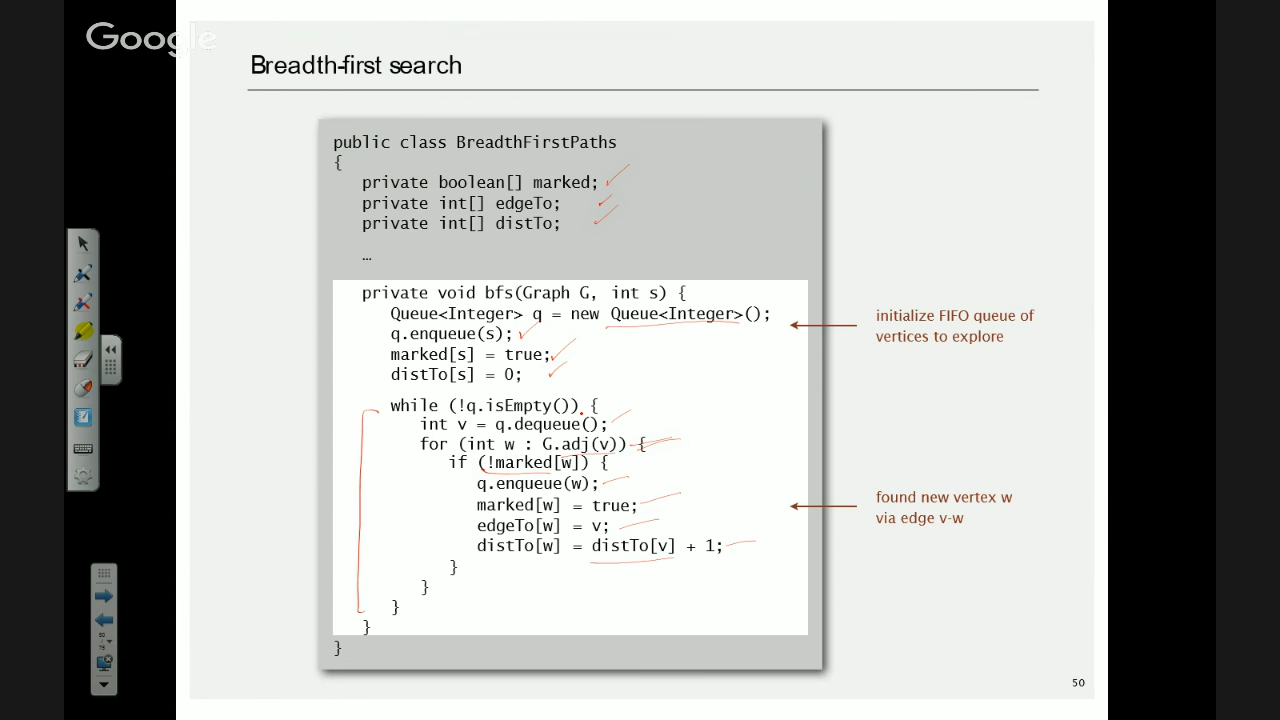 Google
Breadth-first search
public class BreadthFirstPaths
{
private boolean[] marked;
private int[] edgeTo;
private int[] distTo;
…
private void bfs(Graph G, int s) {
Queue<Integer> q = new Queue<Integer>();
q.enqueue(s);
marked[s] = true;
distTo[s] = 0;
while (!q.isEmpty()) {
int v = q.dequeue();
for (int w : G.adj(v)) {
if (!marked[w]) {
q.enqueue(w);
marked[w] = true;
edgeTo[w] = v;
distTo[w] = distTo[v] + 1;
}
}
}
}
}
initialize FIFO queue of
vertices to explore
found new vertex w
via edge v-w
50